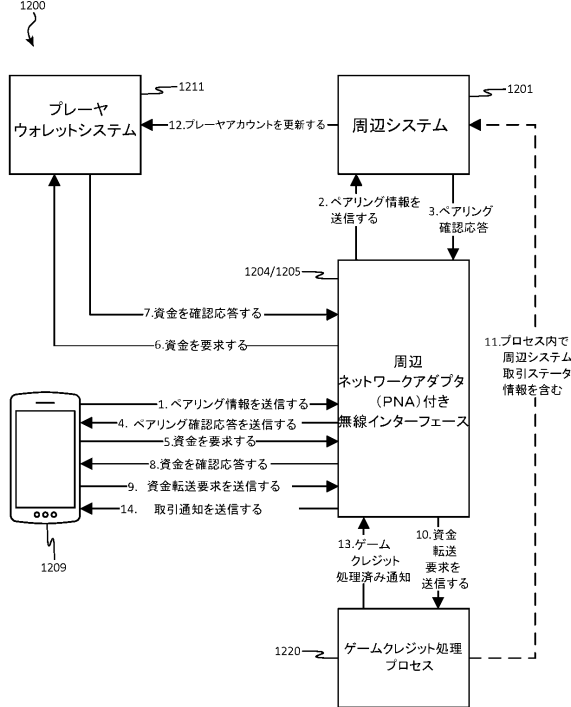 1200
1211
プレーヤ
ウォレットシステム
1201
周辺システム
12.プレーヤアカウントを更新する
2.ペアリング情報を
送信する
3.ペアリング
確認応答
1204/1205
7.資金を確認応答する
6.資金を要求する
周辺
ネットワークアダプタ
(PNA)付き
無線インターフェース
11.プロセス内で
周辺システム
取引ステータ
情報を含む
1.ペアリング情報を送信する
4. ペアリング確認応答を送信する
5.資金を要求する
8.資金を確認応答する
9. 資金転送要求を送信する
14. 取引通知を送信する
1209
13.ゲーム
クレジット
処理済み通知
10.資金
転送
要求を
送信する
1220
ゲームクレジット処理
プロセス